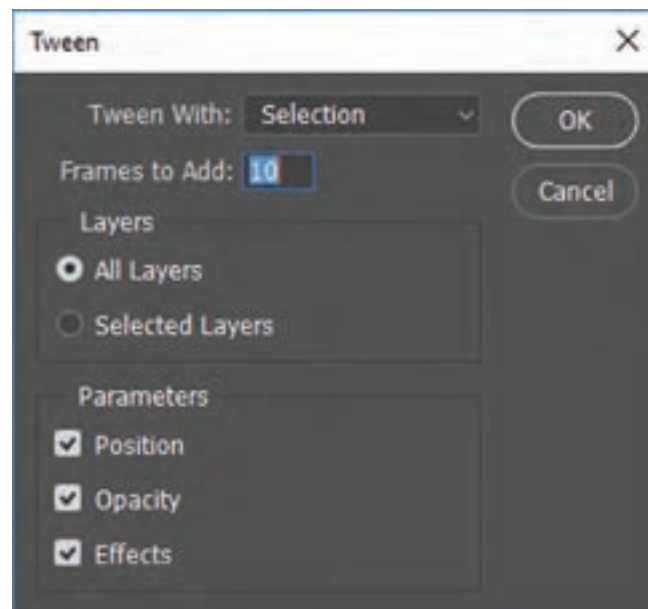 Tween
Tween With: Selection
OK
Frames to Add: 10
Cancel
Layers
All Layers
Selected Layers
Parameters
Position
Opacity
Effects